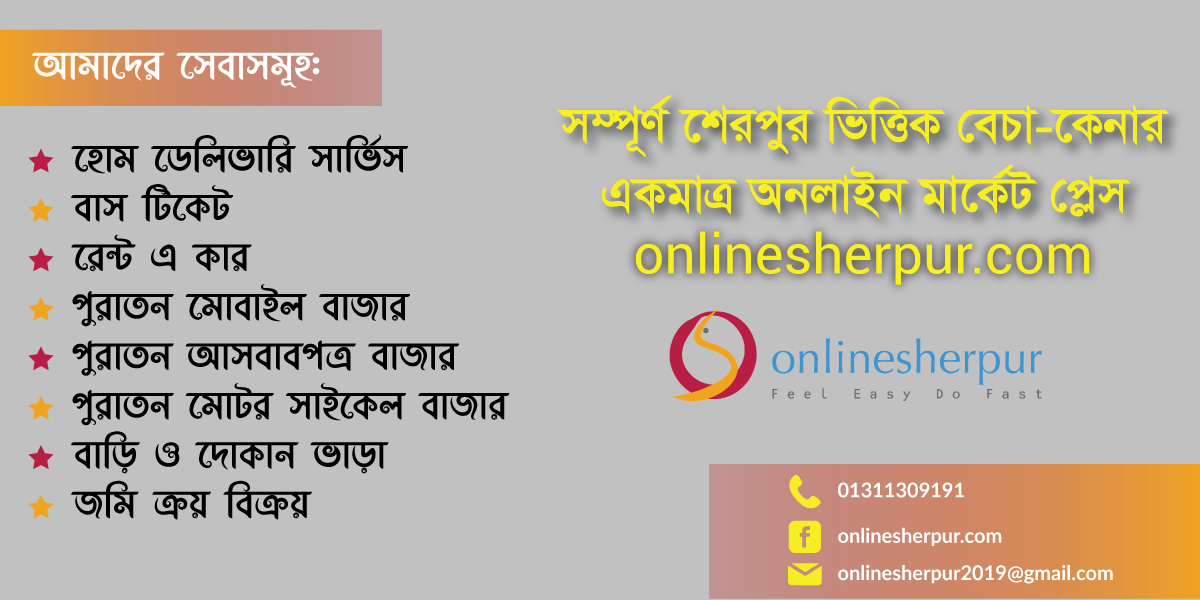 আমাদের সেবাসমূহঃ
হোম ডেলিভারি সার্ভিস
বাস টিকেট
রেন্ট এ কার
পুরাতন মোবাইল বাজার
পুরাতন আসবাবপত্র বাজার
পুরাতন মোটর সাইকেল বাজার
বাড়ি ও দোকান ভাড়া
জমি ক্রয় বিক্রয়
সম্পূর্ণ শেরপুর ভিত্তিক বেচা-কেনার
একমাত্র অনলাইন মার্কেট প্লেস
onlinesherpur.com
onlinesherpur
Feel Easy Do Fast
01311309191
onlinesherpur.com
onlinesherpur2019@gmail.com